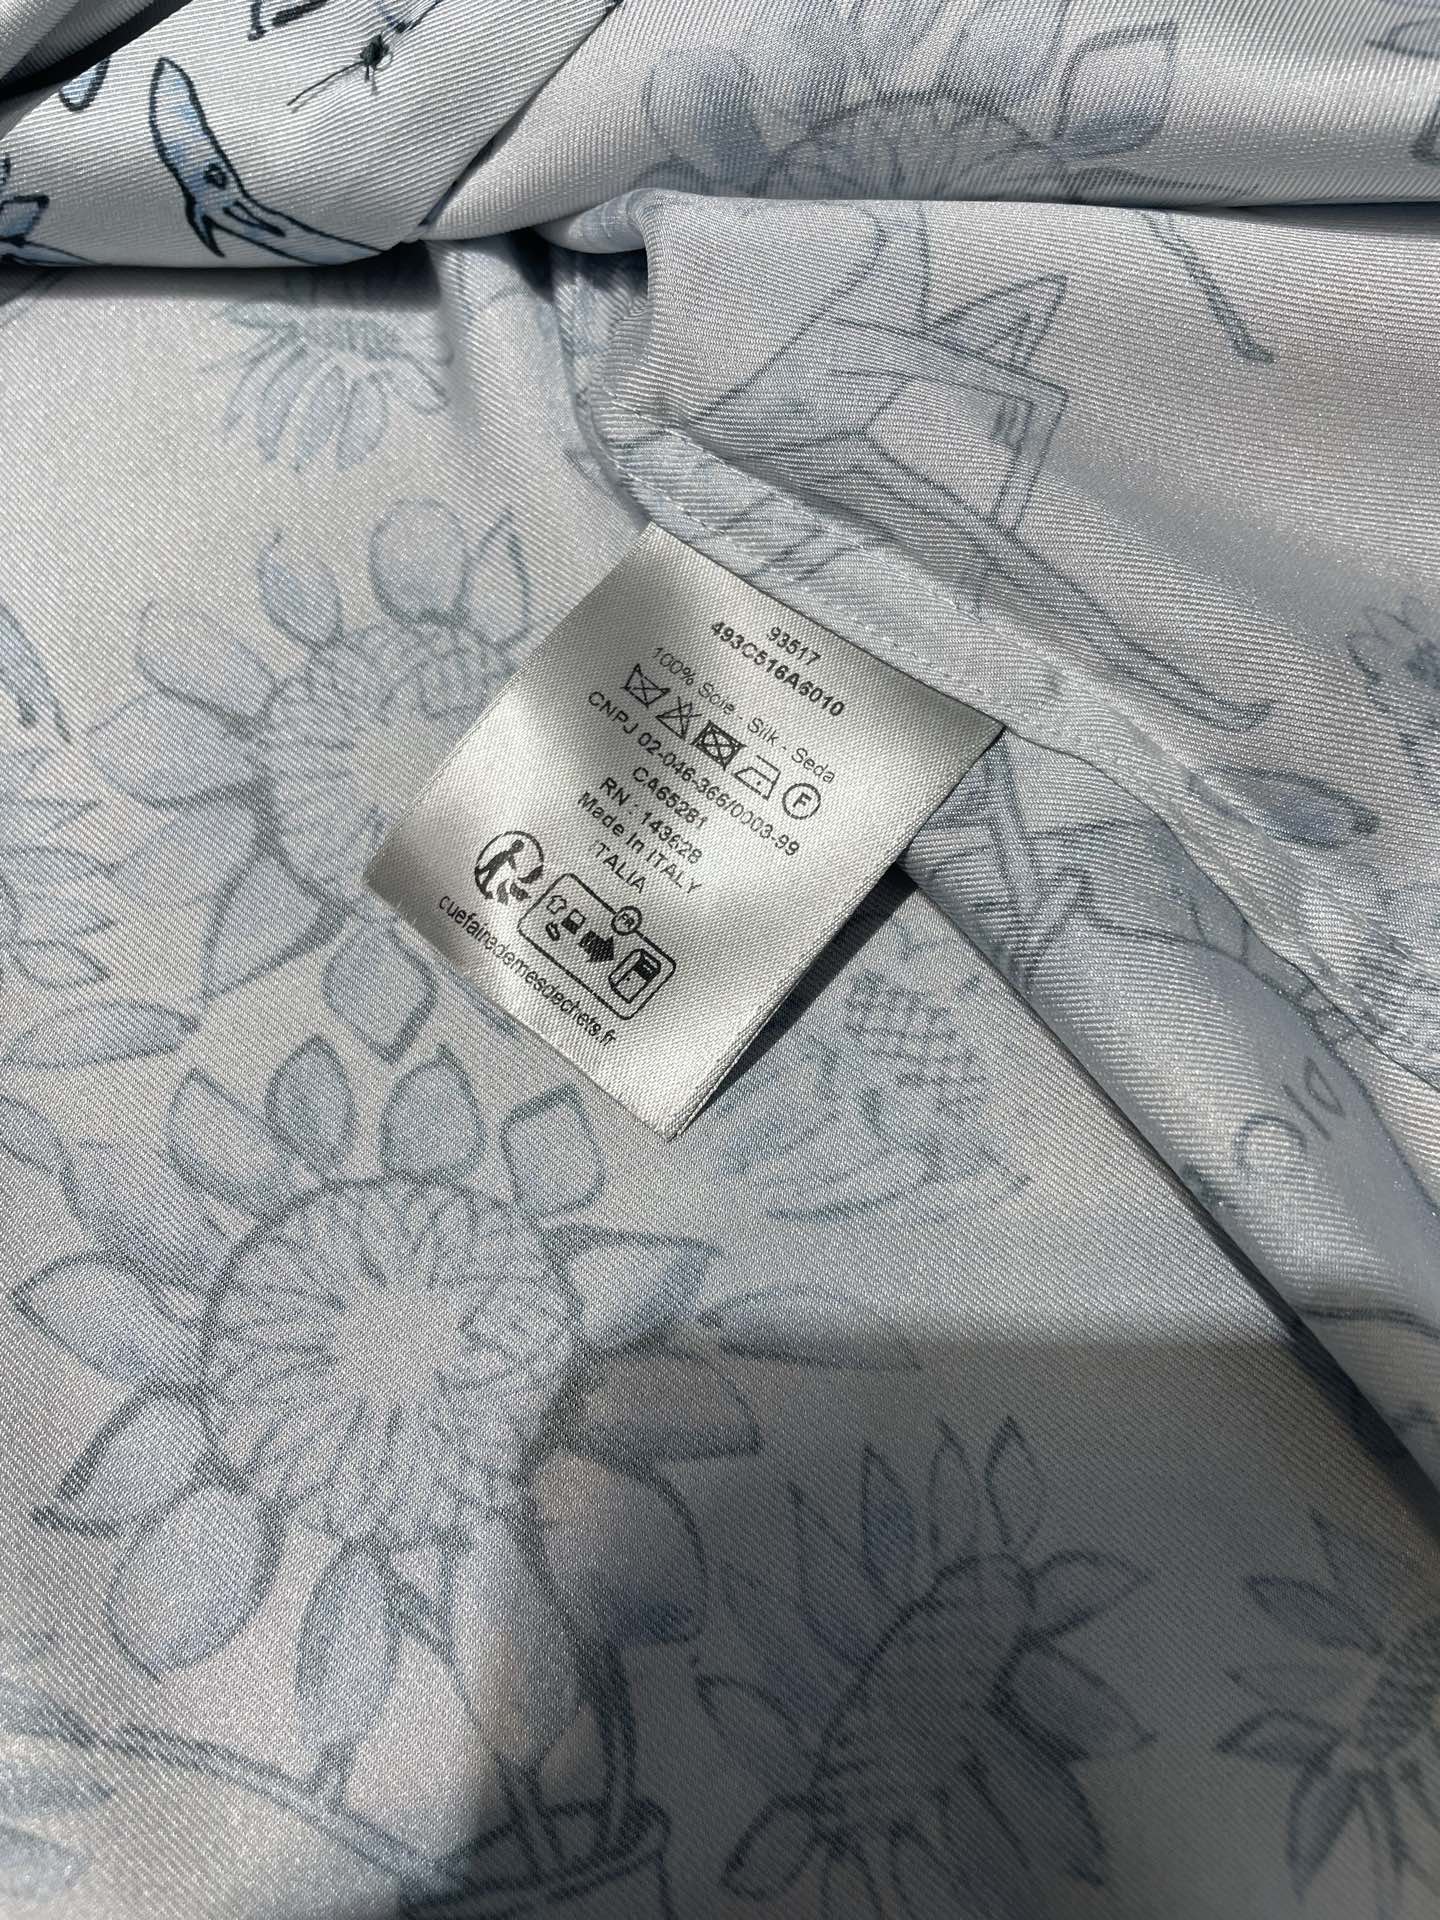 93517
493C516A6010
100% Soie - Silk - Seda
F
CNPJ 02-046-366/0003-99
CA65281
RN : 143628
Made in ITALY
ITALIA
FR
quefairedemesdechets.fr